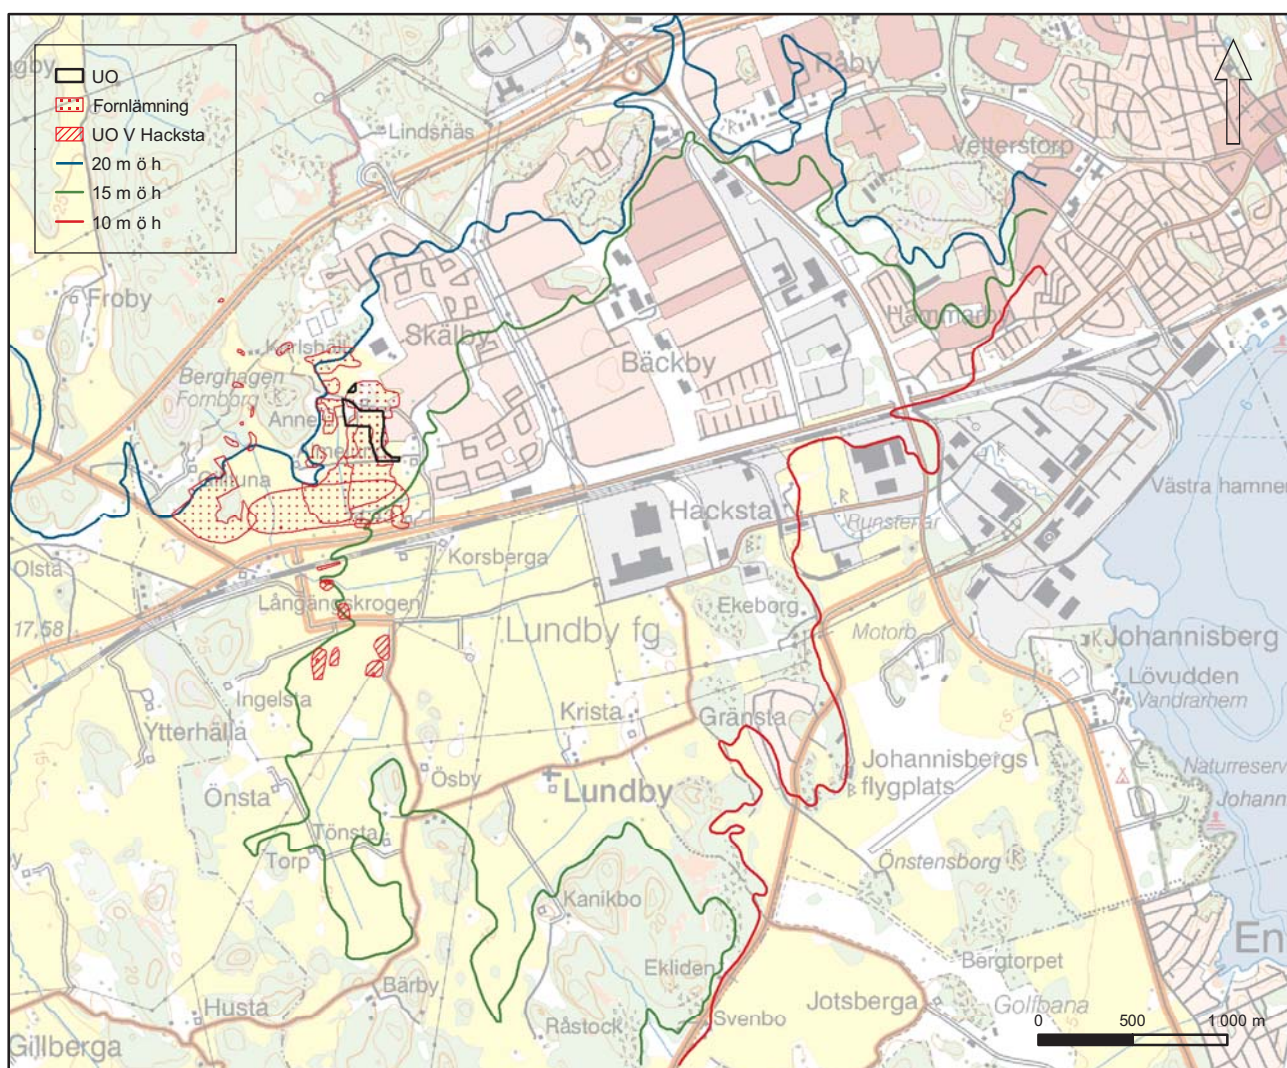 UO
Fornlämning
UO V Hacksta
20 m ö h
15 m ö h
10 m ö h
Råby
Lindsnäs
Vetterstorp
Froby
Skälby
Hammarby
Karlshäll
Bäckby
Berghagen
Fornborg
Västra hamnen
Hacksta
Runstenar
Korsberga
Olsta
Långängskrogen
Ekeborg
17,58
Lundby fg
Motorb
Johannisberg
Lövudden
Vandrarhem
Ingelsta
Krista
Gränsta
Ytterhälla
Johannisbergs
flygplats
Naturreserv
Ösby
Önsta
Lundby
Johann
Tönsta
Torp
Önstensborg
Kanikbo
En
Ekliden
Bergtorpet
Bärby
Jotsberga
Golfbana
Husta
Råstock
Svenbo
0 500 1 000 m
Gillberga